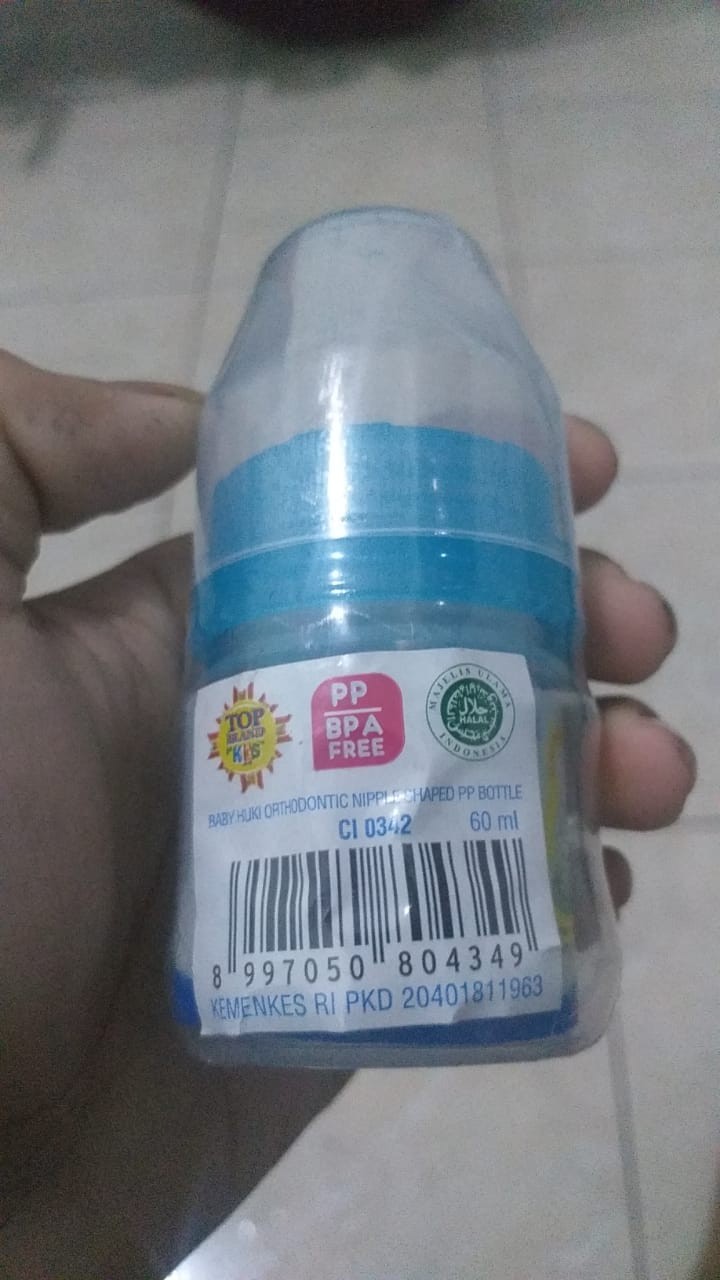 TOP
BRAND
"KIDS"
PP
BPA
FREE
MAJELIS ULAMA
حلال
HALAL
INDONESIA
BABY HUKI ORTHODONTIC NIPPLE SHAPED PP BOTTLE
CI 0342 60 ml
8 997050 804349
KEMENKES RI PKD 20401811963